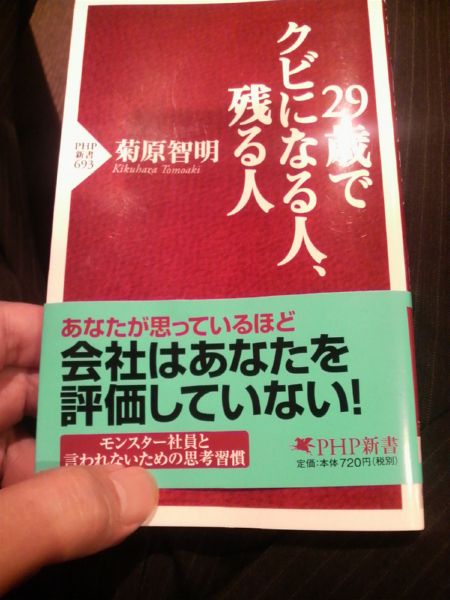 29歳で
クビになる人、
残る人
菊原智明
Kikuhara Tomoaki
PHP
新書
693
あなたが思っているほど
会社はあなたを
評価していない!
モンスター社員と
言われないための思考習慣
PHP新書
定価:本体720円(税別)